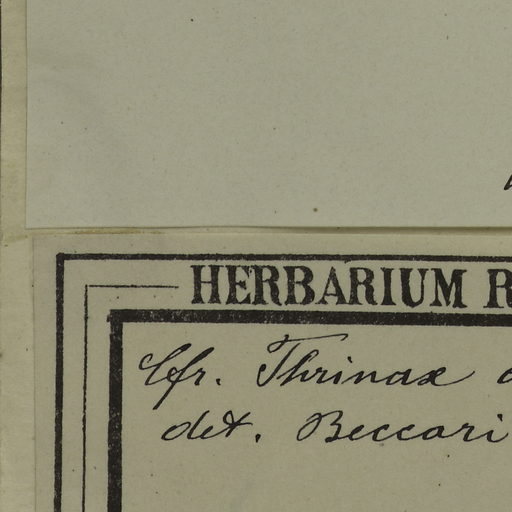 HERBARIUM
Cfr. Thrinax
det. Beccari